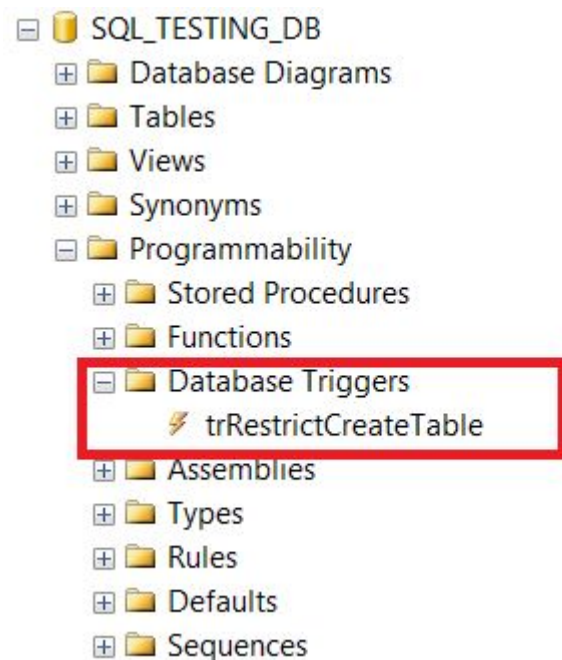 SQL_TESTING_DB
Database Diagrams
Tables
Views
Synonyms
Programmability
Stored Procedures
Functions
Database Triggers
trRestrictCreateTable
Assemblies
Types
Rules
Defaults
Sequences